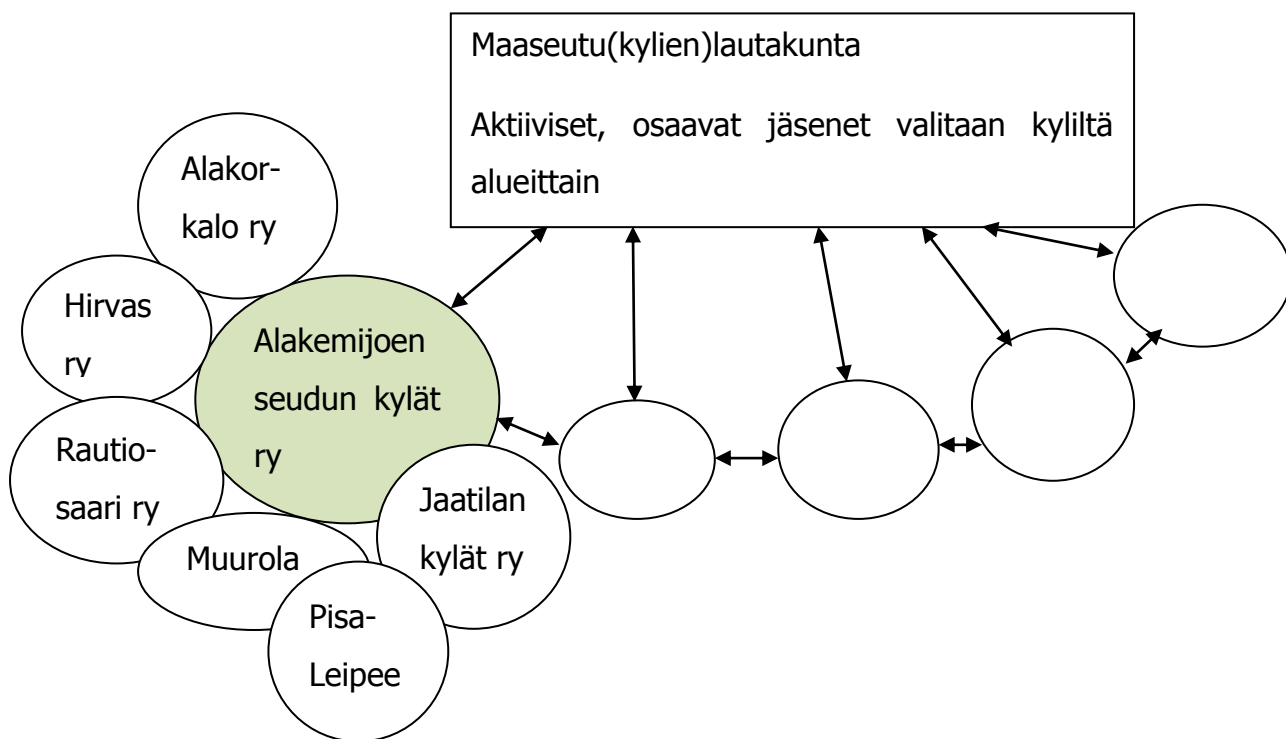 Maaseutu(kylien)lautakunta
Aktiiviset, osaavat jäsenet valitaan kyliltä
alueittain
Alakor-
kalo ry
Hirvas
ry
Alakemijoen
seudun kylät
ry
Rautio-
saari ry
Jaatilan
kylät ry
Muurola
Pisa-
Leipee